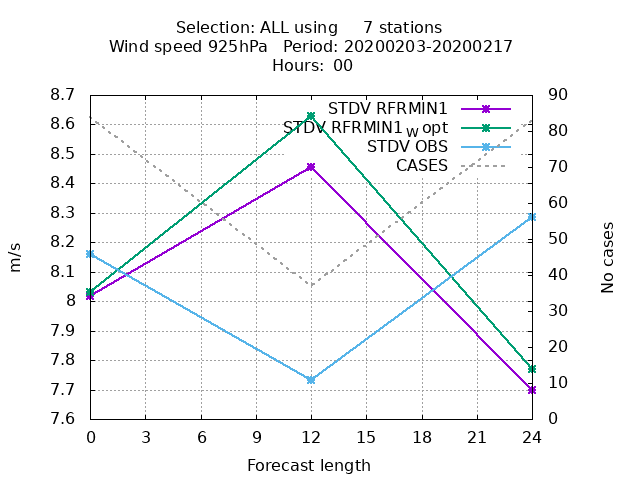 Selection: ALL using 7 stations
Wind speed 925hPa Period: 20200203-20200217
Hours: 00
STDV RFRMIN1
STDV RFRMIN1w opt
STDV OBS
CASES
8.7
8.6
8.5
8.4
8.3
8.2
8.1
8
7.9
7.8
7.7
7.6
m/s
90
80
70
60
50
40
30
20
10
0
No cases
0 3 6 9 12 15 18 21 24
Forecast length